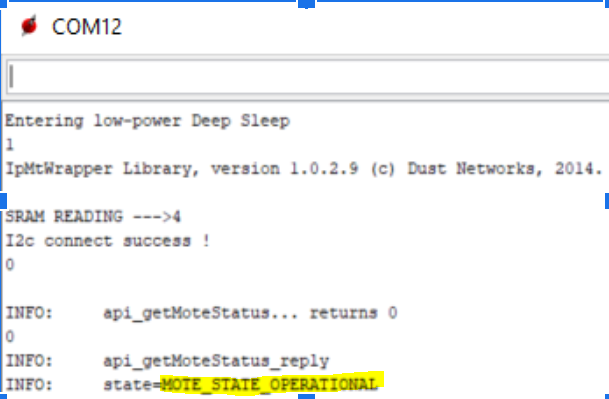 COM12
Entering low-power Deep Sleep
1
IpMtWrapper Library, version 1.0.2.9 (c) Dust Networks, 2014.
SRAM READING --->4
I2c connect success !
0
INFO: api_getMoteStatus... returns 0
0
INFO: api_getMoteStatus_reply
INFO: state=MOTE_STATE_OPERATIONAL